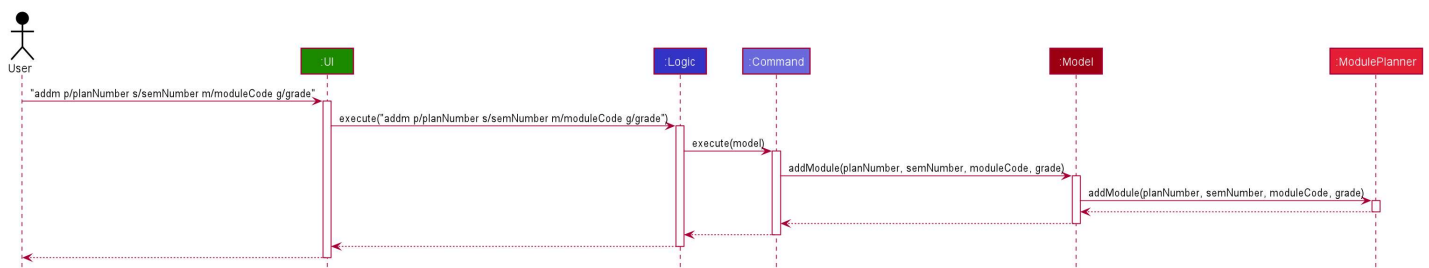 User
:UI
:Logic
:Command
:Model
:ModulePlanner
"addm p/planNumber s/semNumber m/moduleCode g/grade"
execute("addm p/planNumber s/semNumber m/moduleCode g/grade")
execute(model)
addModule(planNumber, semNumber, moduleCode, grade)
addModule(planNumber, semNumber, moduleCode, grade)